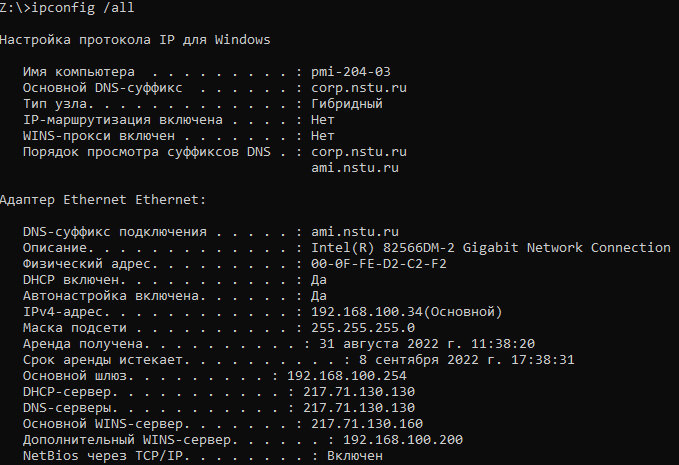 Z:\>ipconfig /all
Настройка протокола IP для Windows
Имя компьютера . . . . . . . . . : pmi-204-03
Основной DNS-суффикс . . . . . . : corp.nstu.ru
Тип узла. . . . . . . . . . . . . : Гибридный
IP-маршрутизация включена . . . . : Нет
WINS-прокси включен . . . . . . . : Нет
Порядок просмотра суффиксов DNS . : corp.nstu.ru
ami.nstu.ru
Адаптер Ethernet Ethernet:
DNS-суффикс подключения . . . . . : ami.nstu.ru
Описание. . . . . . . . . . . . . : Intel(R) 82566DM-2 Gigabit Network Connection
Физический адрес. . . . . . . . . : 00-0F-FE-D2-C2-F2
DHCP включен. . . . . . . . . . . : Да
Автонастройка включена. . . . . . : Да
IPv4-адрес. . . . . . . . . . . . : 192.168.100.34(Основной)
Маска подсети . . . . . . . . . . : 255.255.255.0
Аренда получена. . . . . . . . . . : 31 августа 2022 г. 11:38:20
Срок аренды истекает. . . . . . . . . . : 8 сентября 2022 г. 17:38:31
Основной шлюз. . . . . . . . . : 192.168.100.254
DHCP-сервер. . . . . . . . . . . : 217.71.130.130
DNS-серверы. . . . . . . . . . . : 217.71.130.130
Основной WINS-сервер. . . . . . . : 217.71.130.160
Дополнительный WINS-сервер. . . . . . : 192.168.100.200
NetBios через TCP/IP. . . . . . . . : Включен